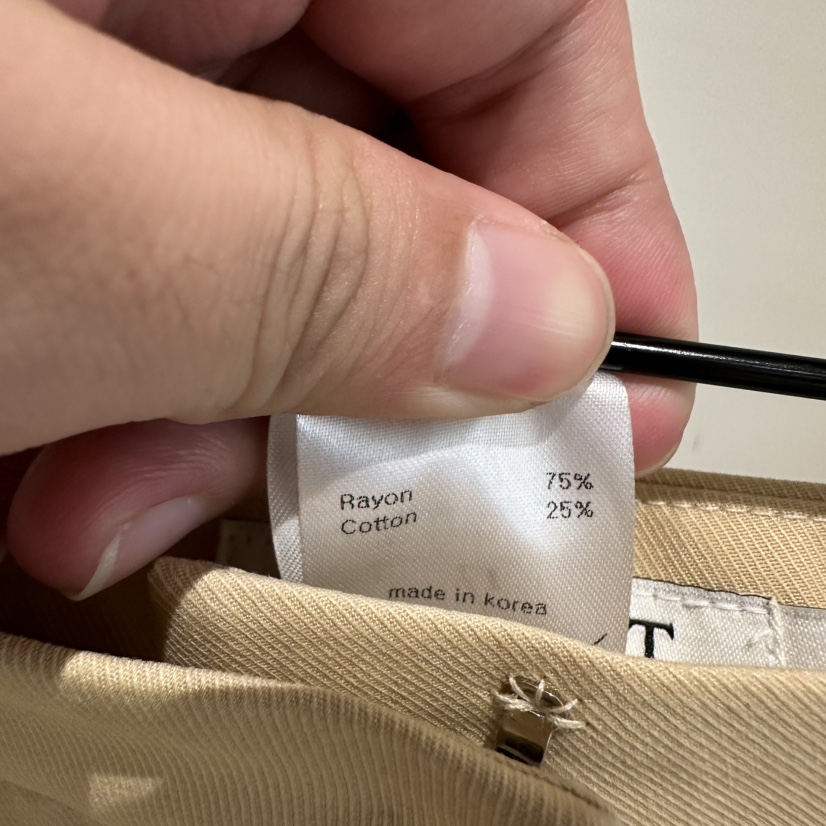 Rayon 75%
Cotton 25%
made in korea
T